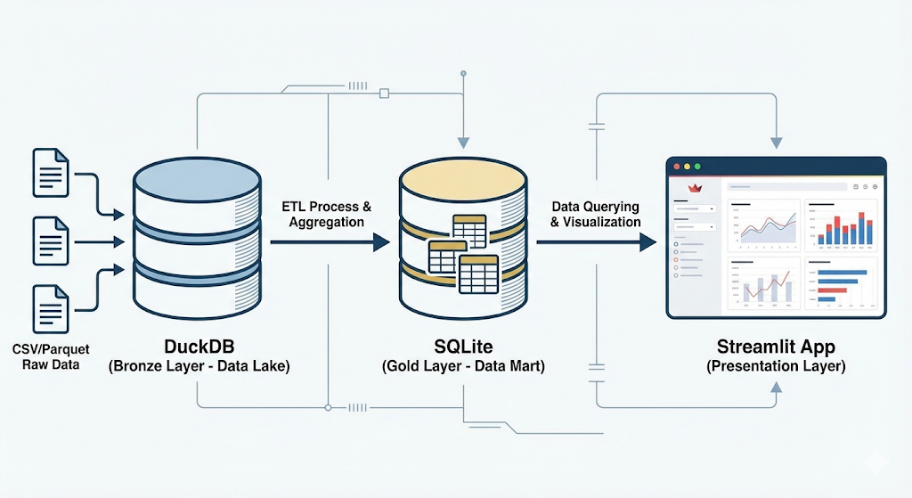 CSV/Parquet
Raw Data
DuckDB
(Bronze Layer - Data Lake)
ETL Process &
Aggregation
SQLite
(Gold Layer - Data Mart)
Data Querying
& Visualization
Streamlit App
(Presentation Layer)